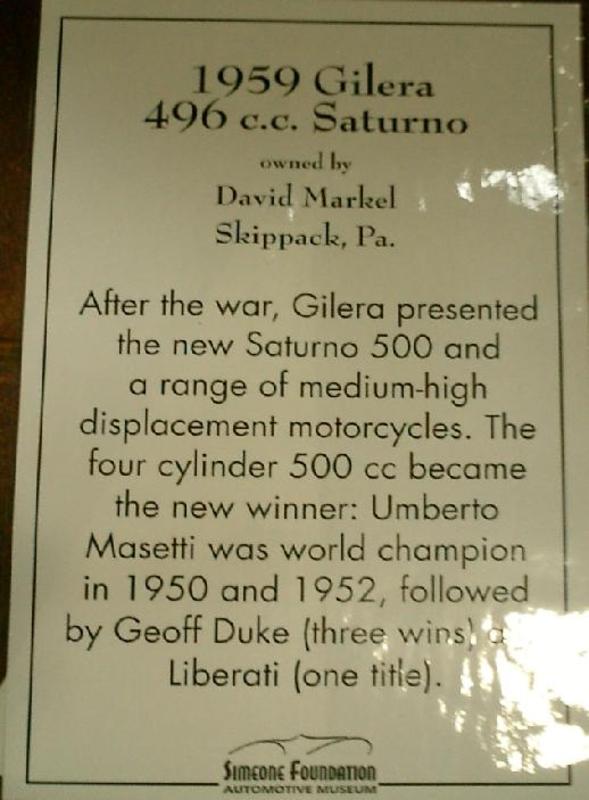 1959 Gilera
496 c.c. Saturno
owned by
David Markel
Skippack, Pa.
After the war, Gilera presented
the new Saturno 500 and
a range of medium-high
displacement motorcycles. The
four cylinder 500 cc became
the new winner: Umberto
Masetti was world champion
in 1950 and 1952, followed
by Geoff Duke (three wins)
Liberati (one title).
SIMEONE FOUNDATION
AUTOMOTIVE MUSEUM